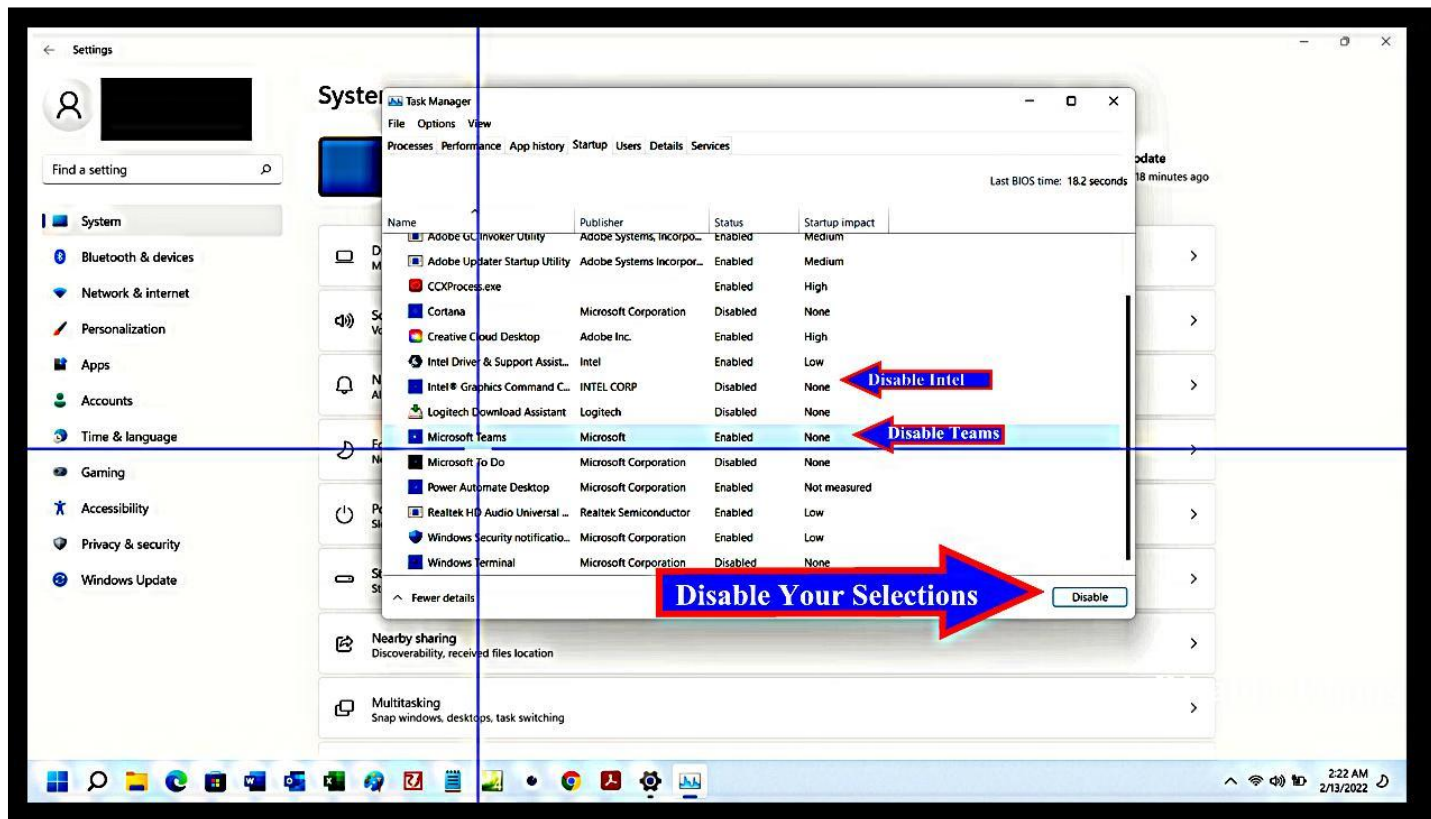 Settings
Find a setting
System
Bluetooth & devices
Network & internet
Personalization
Apps
Accounts
Time & language
Gaming
Accessibility
Privacy & security
Windows Update
Task Manager
File Options View
Processes Performance App history Startup Users Details Services
Last BIOS time: 18.2 seconds
18 minutes ago
Name Publisher Status Startup impact
Adobe GC Invoker Utility Adobe Systems, Incorpo... Enabled Medium
Adobe Updater Startup Utility Adobe Systems Incorpor... Enabled Medium
CCXProcess.exe Enabled High
Cortana Microsoft Corporation Disabled None
Creative Cloud Desktop Adobe Inc. Enabled High
Intel Driver & Support Assist... Intel Enabled Low
Intel® Graphics Command C... INTEL CORP Disabled None
Disable Intel
Logitech Download Assistant Logitech Disabled None
Microsoft Teams Microsoft Enabled None
Disable Teams
Microsoft To Do Microsoft Corporation Disabled None
Power Automate Desktop Microsoft Corporation Enabled Not measured
Realtek HD Audio Universal ... Realtek Semiconductor Enabled Low
Windows Security notificatio... Microsoft Corporation Enabled Low
Windows Terminal Microsoft Corporation Disabled None
Fewer details
Disable Your Selections
Disable
Nearby sharing
Discoverability, received files location
Multitasking
Snap windows, desktops, task switching
2:22 AM
2/13/2022